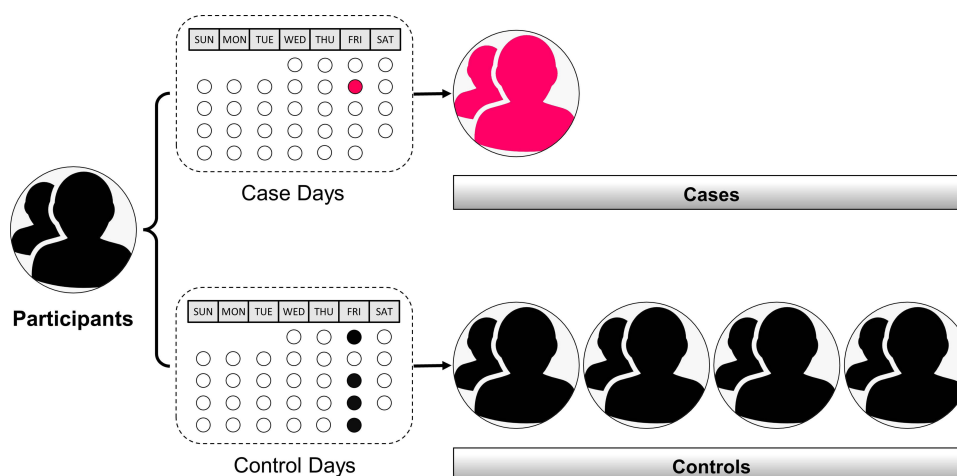 SUN MON TUE WED THU FRI SAT
Case Days
Cases
Participants
SUN MON TUE WED THU FRI SAT
Control Days
Controls